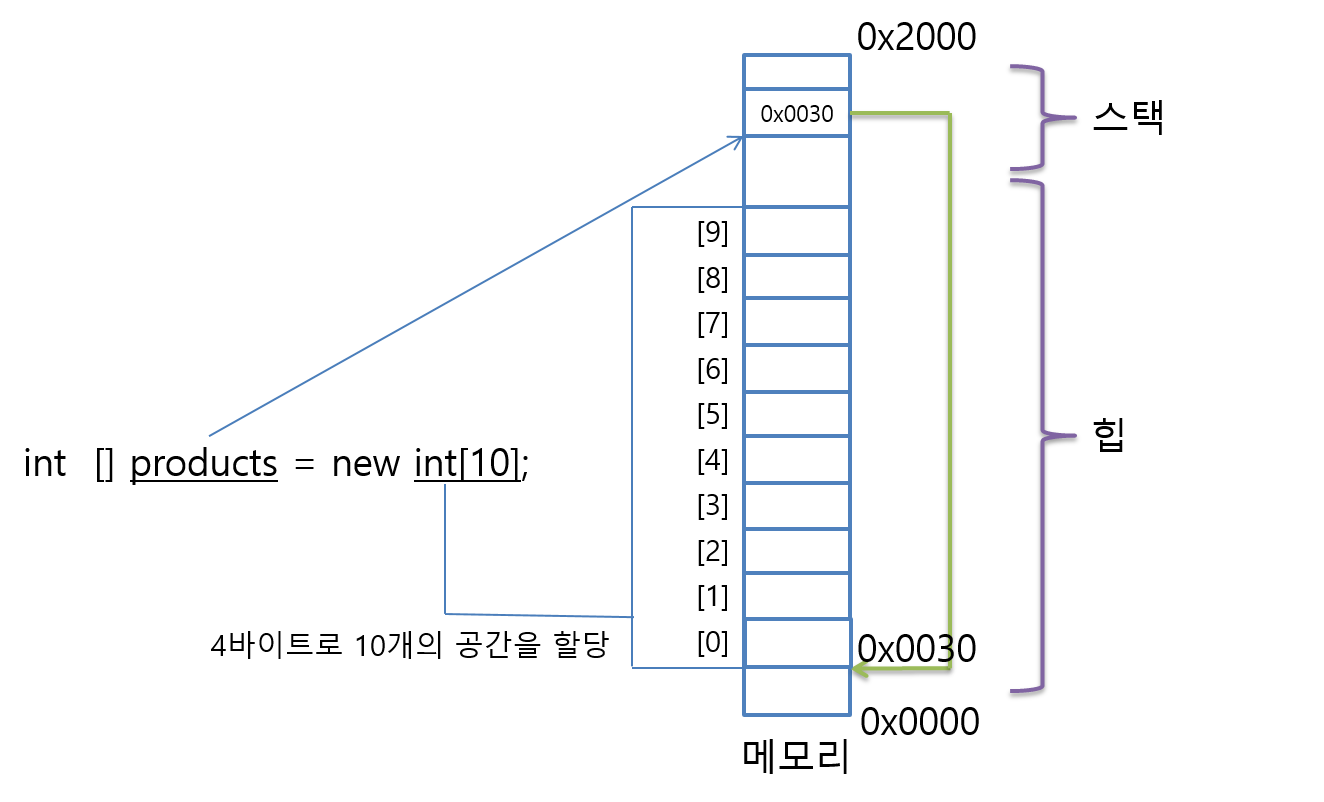 0x2000
0x0030
스택
[9]
[8]
[7]
[6]
[5]
힙
int [] products = new int[10];
[4]
[3]
[2]
[1]
4바이트로 10개의 공간을 할당
[0]
0x0030
0x0000
메모리